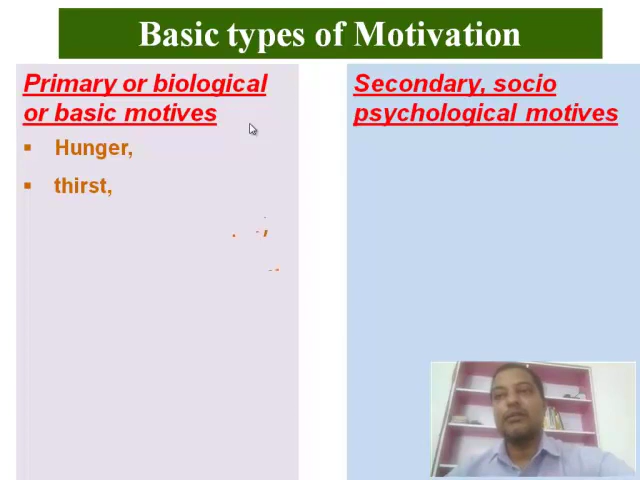 Basic types of Motivation
Primary or biological
or basic motives
▪ Hunger,
▪ thirst,
Secondary, socio
psychological motives